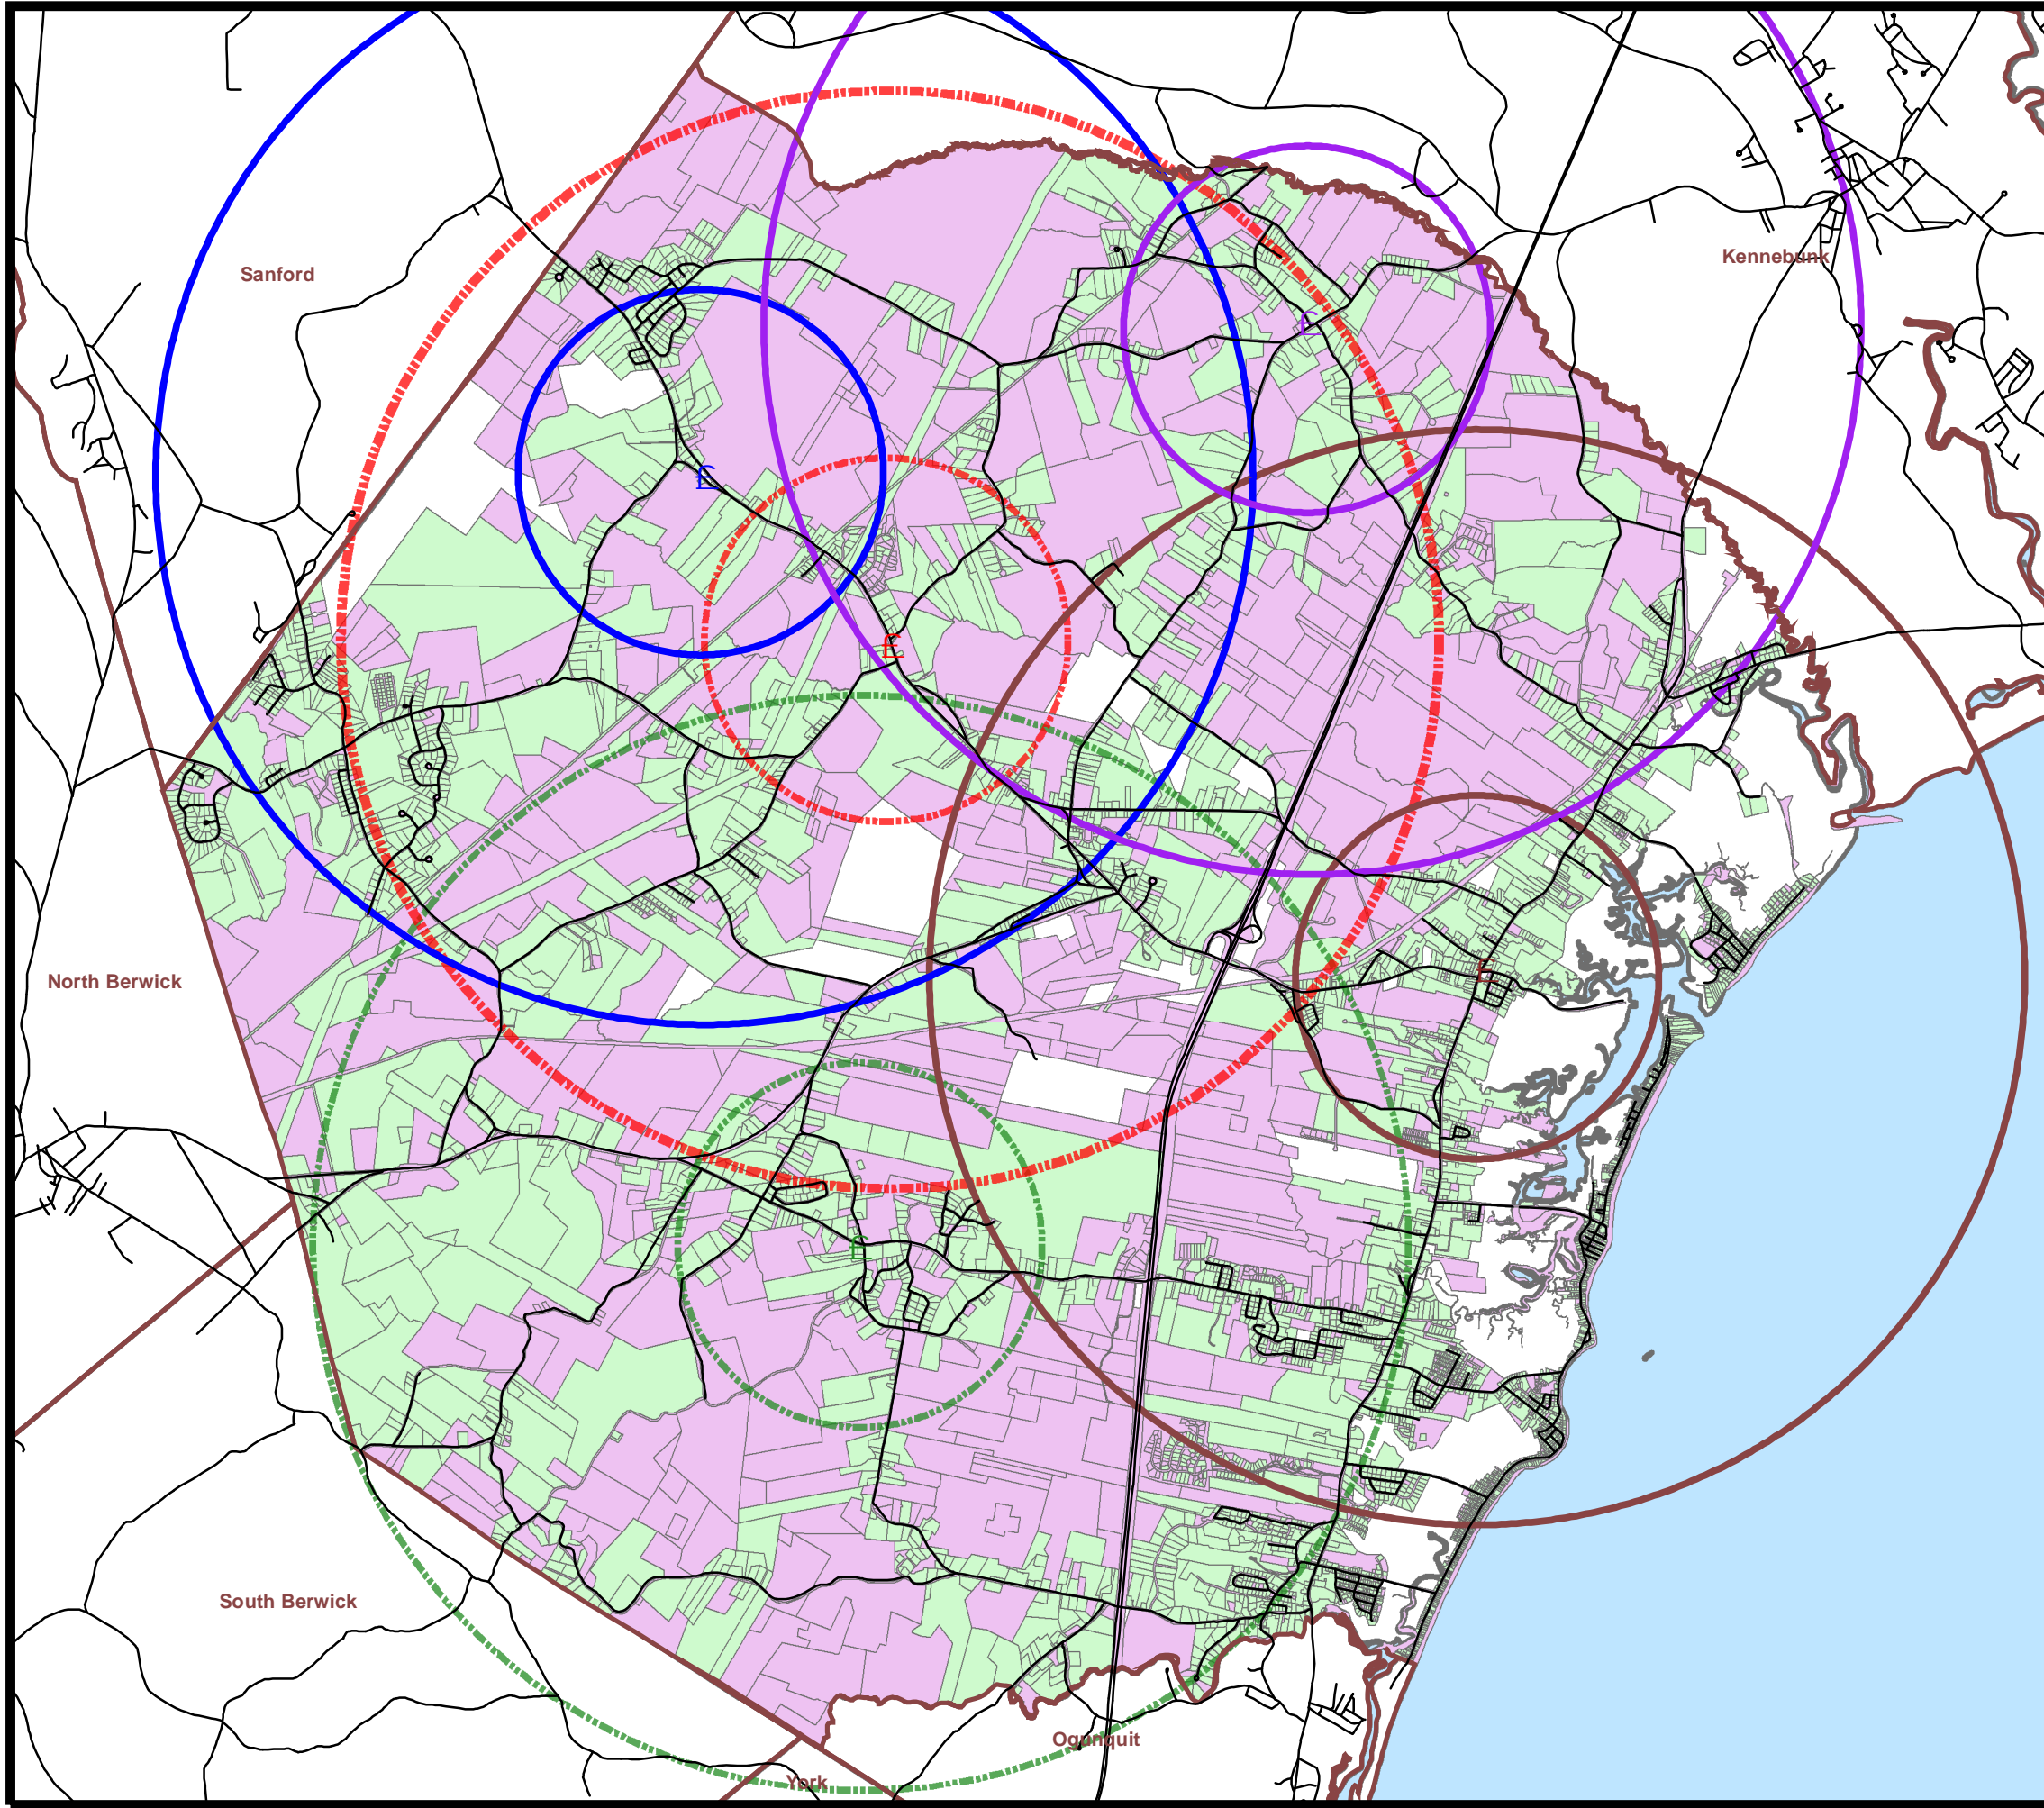 Kennebunk
Sanford
£
£
£
£
North Berwick
£
South Berwick
Ogunquit
York